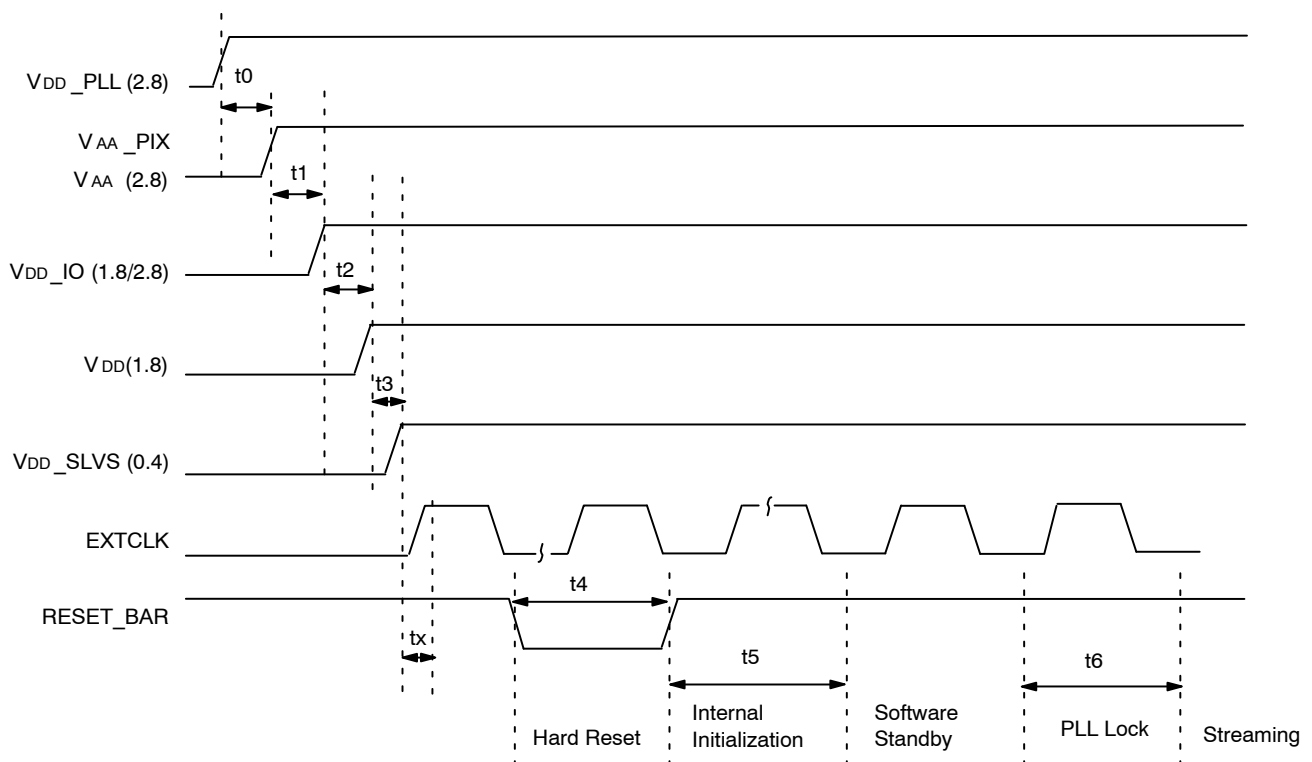 VDD_PLL (2.8)
t0
VAA_PIX
VAA (2.8)
t1
VDD_IO (1.8/2.8)
t2
VDD(1.8)
t3
VDD_SLVS (0.4)
EXTCLK
RESET_BAR
t4
tx
t5
t6
Hard Reset
Internal
Initialization
Software
Standby
PLL Lock
Streaming